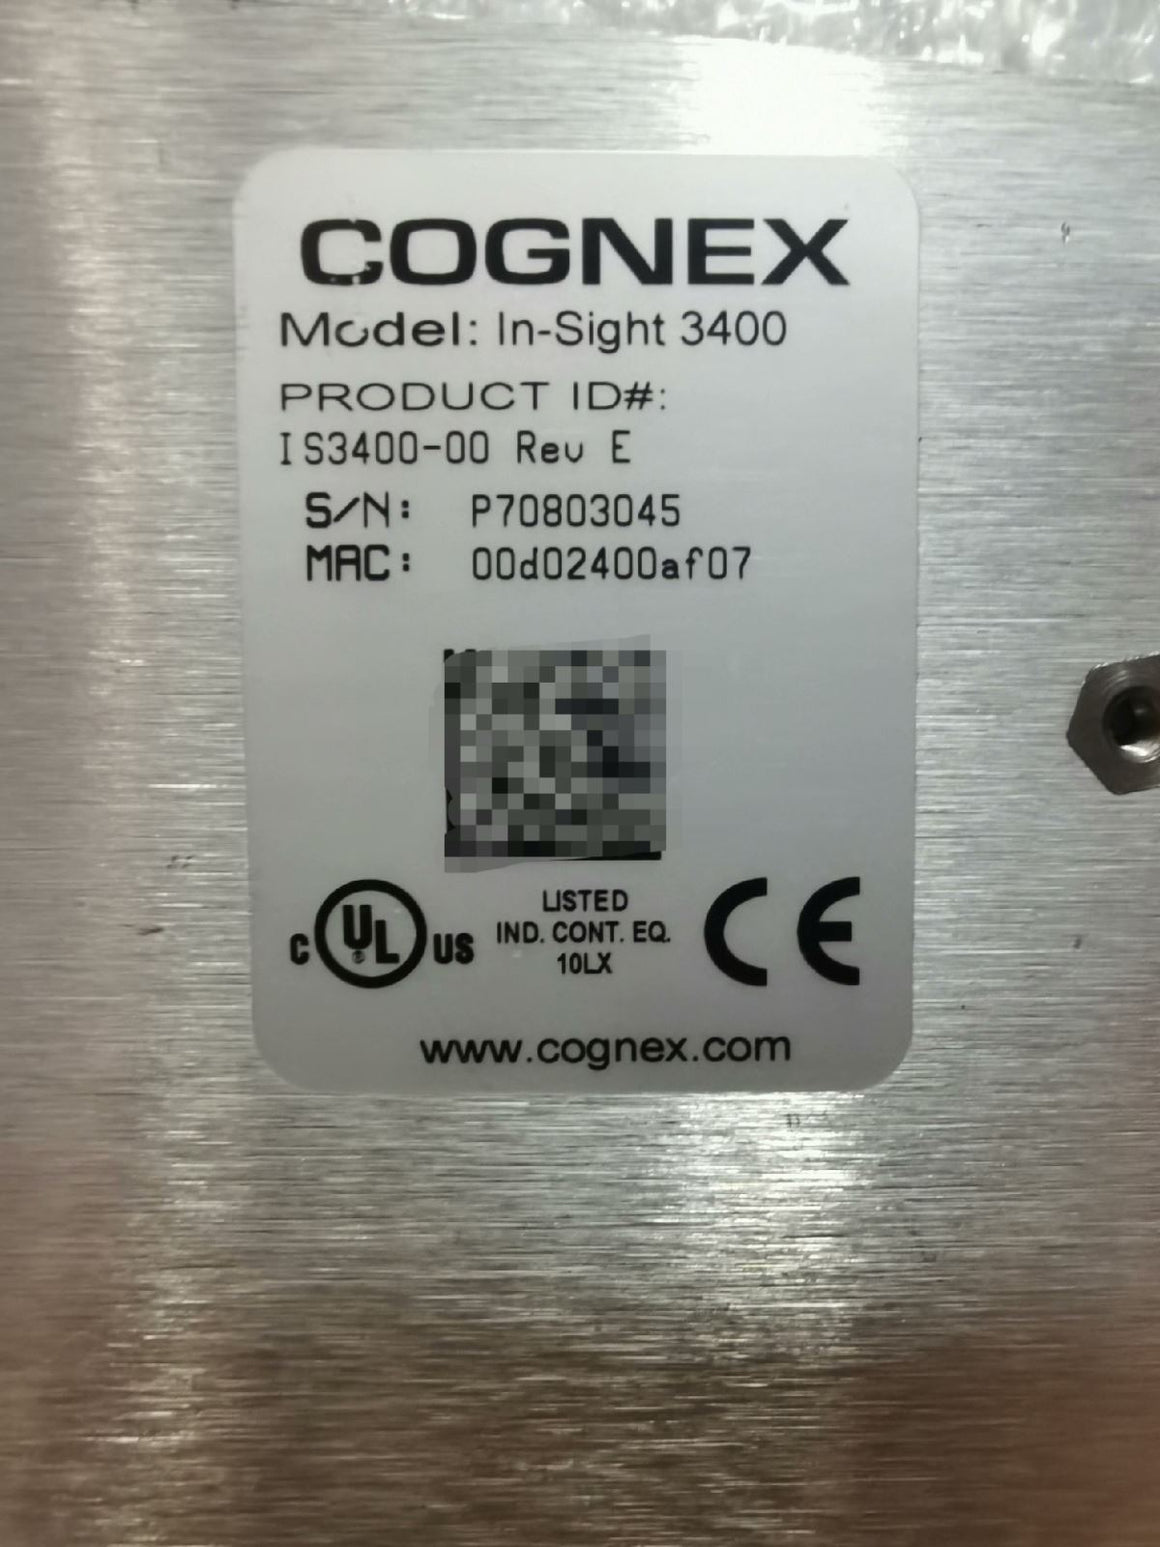 COGNEX
Model: In-Sight 3400
PRODUCT ID#:
IS3400-00 Rev E
S/N: P70803045
MAC: 00d02400af07
C UL® US
LISTED
IND. CONT. EQ.
10LX
CE
www.cognex.com